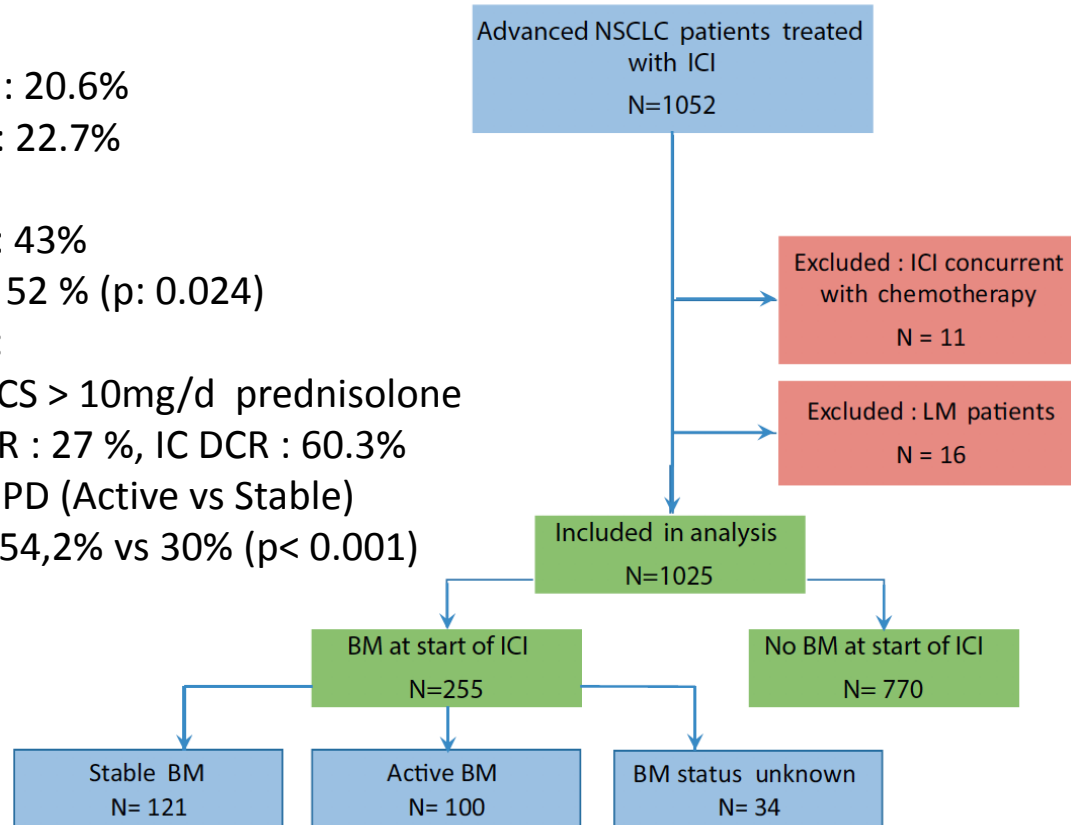 : 20.6%
: 22.7%
: 43%
52 % (p: 0.024)
:
CS > 10mg/d prednisolone
R : 27 %, IC DCR : 60.3%
PD (Active vs Stable)
54,2% vs 30% (p< 0.001)
Advanced NSCLC patients treated
with ICI
N=1052
Excluded : ICI concurrent
with chemotherapy
N = 11
Excluded : LM patients
N = 16
Included in analysis
N=1025
BM at start of ICI
N=255
No BM at start of ICI
N= 770
Stable BM
N= 121
Active BM
N= 100
BM status unknown
N= 34